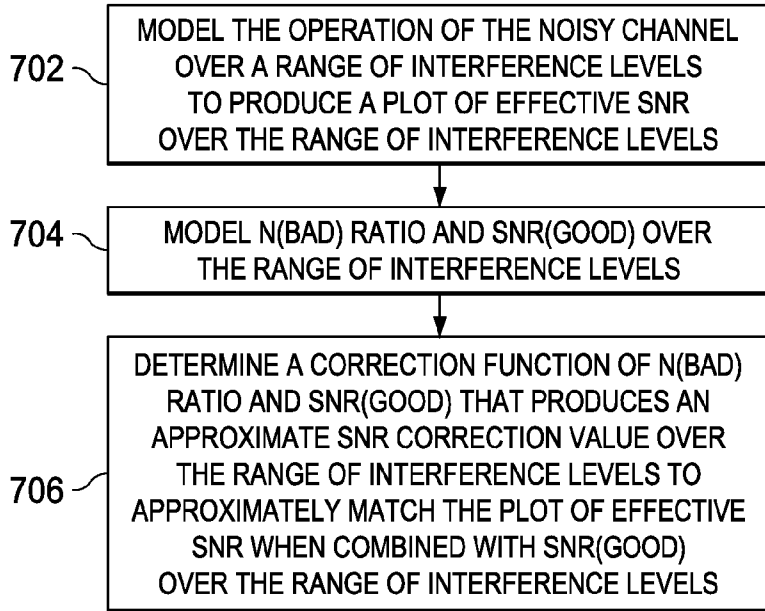 702
MODEL THE OPERATION OF THE NOISY CHANNEL
OVER A RANGE OF INTERFERENCE LEVELS
TO PRODUCE A PLOT OF EFFECTIVE SNR
OVER THE RANGE OF INTERFERENCE LEVELS
704
MODEL N(BAD) RATIO AND SNR(GOOD) OVER
THE RANGE OF INTERFERENCE LEVELS
706
DETERMINE A CORRECTION FUNCTION OF N(BAD)
RATIO AND SNR(GOOD) THAT PRODUCES AN
APPROXIMATE SNR CORRECTION VALUE OVER
THE RANGE OF INTERFERENCE LEVELS TO
APPROXIMATELY MATCH THE PLOT OF EFFECTIVE
SNR WHEN COMBINED WITH SNR(GOOD)
OVER THE RANGE OF INTERFERENCE LEVELS